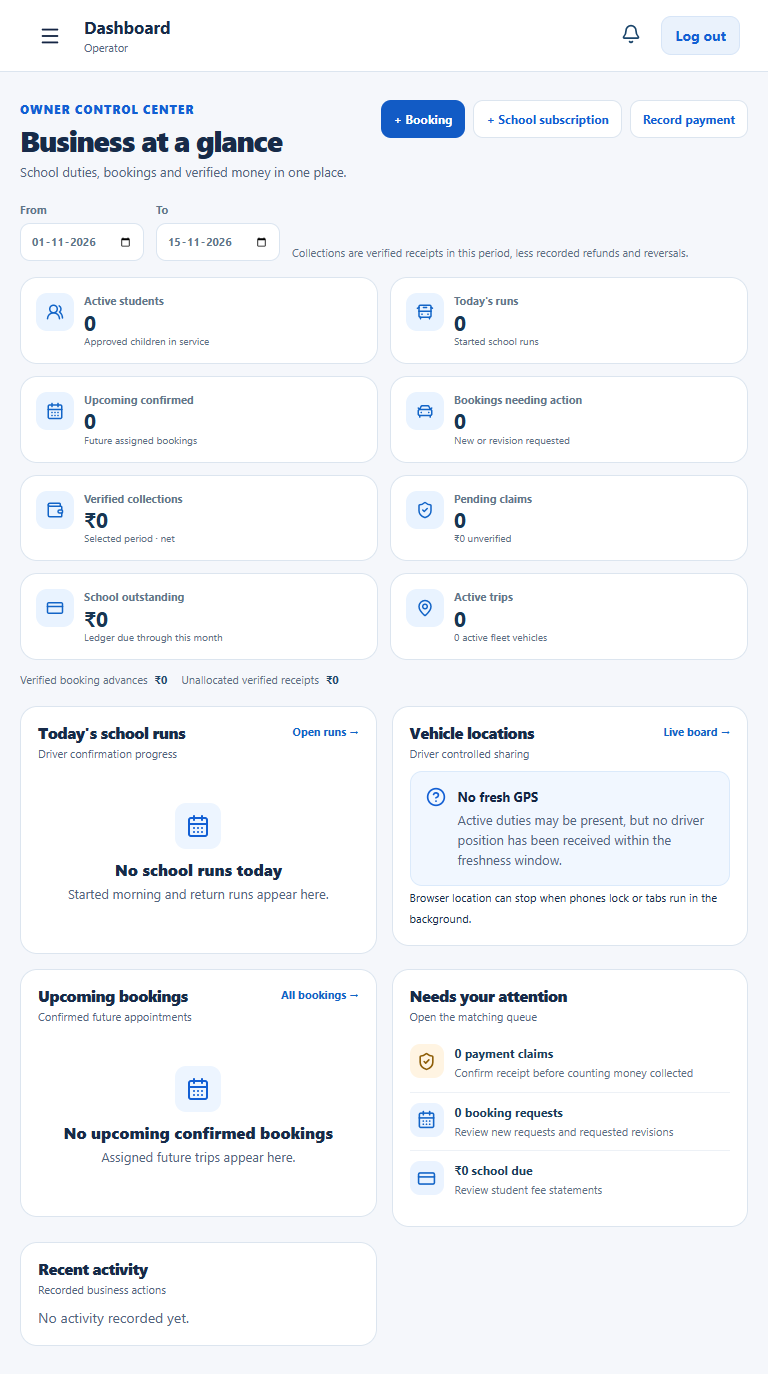 Dashboard
Operator
Log out
OWNER CONTROL CENTER
Business at a glance
School duties, bookings and verified money in one place.
+ Booking
+ School subscription
Record payment
From
To
01-11-2026
15-11-2026
Collections are verified receipts in this period, less recorded refunds and reversals.
Active students
0
Approved children in service
Today's runs
0
Started school runs
Upcoming confirmed
0
Future assigned bookings
Bookings needing action
0
New or revision requested
Verified collections
₹0
Selected period · net
Pending claims
0
₹0 unverified
School outstanding
₹0
Ledger due through this month
Active trips
0
0 active fleet vehicles
Verified booking advances ₹0 Unallocated verified receipts ₹0
Today's school runs
Open runs →
Driver confirmation progress
No school runs today
Started morning and return runs appear here.
Vehicle locations
Live board →
Driver controlled sharing
No fresh GPS
Active duties may be present, but no driver
position has been received within the
freshness window.
Browser location can stop when phones lock or tabs run in the
background.
Upcoming bookings
All bookings →
Confirmed future appointments
No upcoming confirmed bookings
Assigned future trips appear here.
Needs your attention
Open the matching queue
0 payment claims
Confirm receipt before counting money collected
0 booking requests
Review new requests and requested revisions
₹0 school due
Review student fee statements
Recent activity
Recorded business actions
No activity recorded yet.